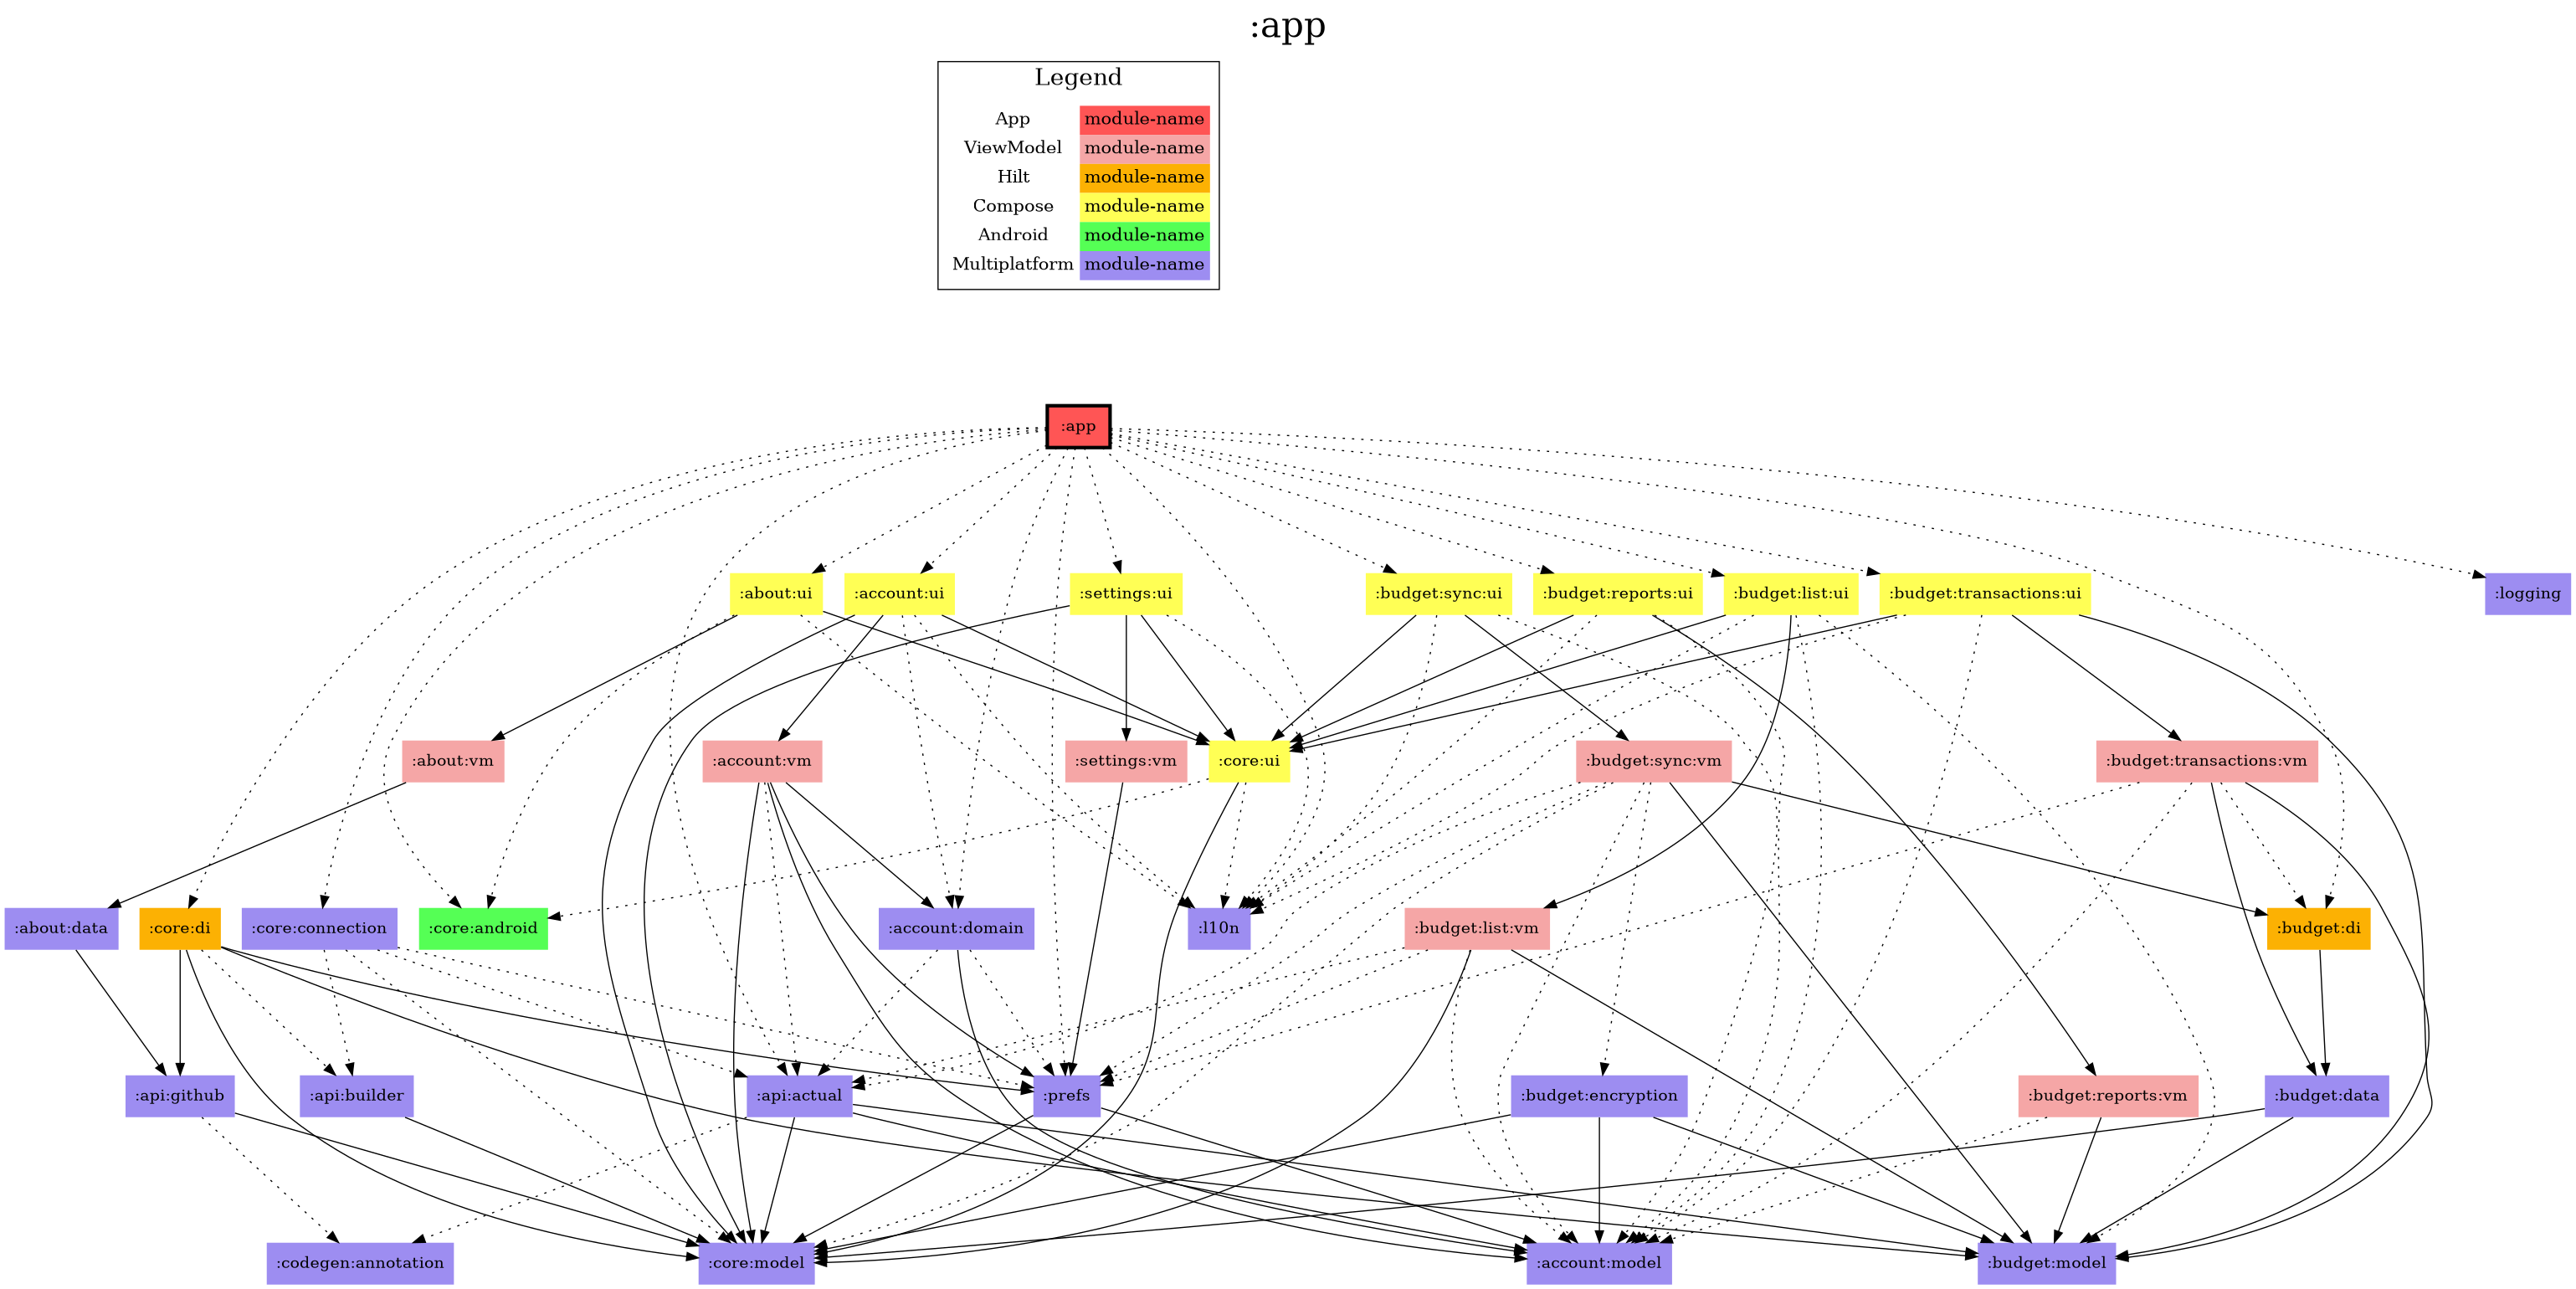 :app
Legend
App module-name
ViewModel module-name
Hilt module-name
Compose module-name
Android module-name
Multiplatform module-name
:app
:about:ui :account:ui :settings:ui :budget:sync:ui :budget:reports:ui :budget:list:ui :budget:transactions:ui :logging
:about:vm :account:vm :settings:vm :core:ui :budget:sync:vm :budget:transactions:vm
:about:data :core:di :core:connection :core:android :account:domain :l10n :budget:list:vm :budget:di
:api:github :api:builder :api:actual :prefs :budget:encryption :budget:reports:vm :budget:data
:codegen:annotation :core:model :account:model :budget:model